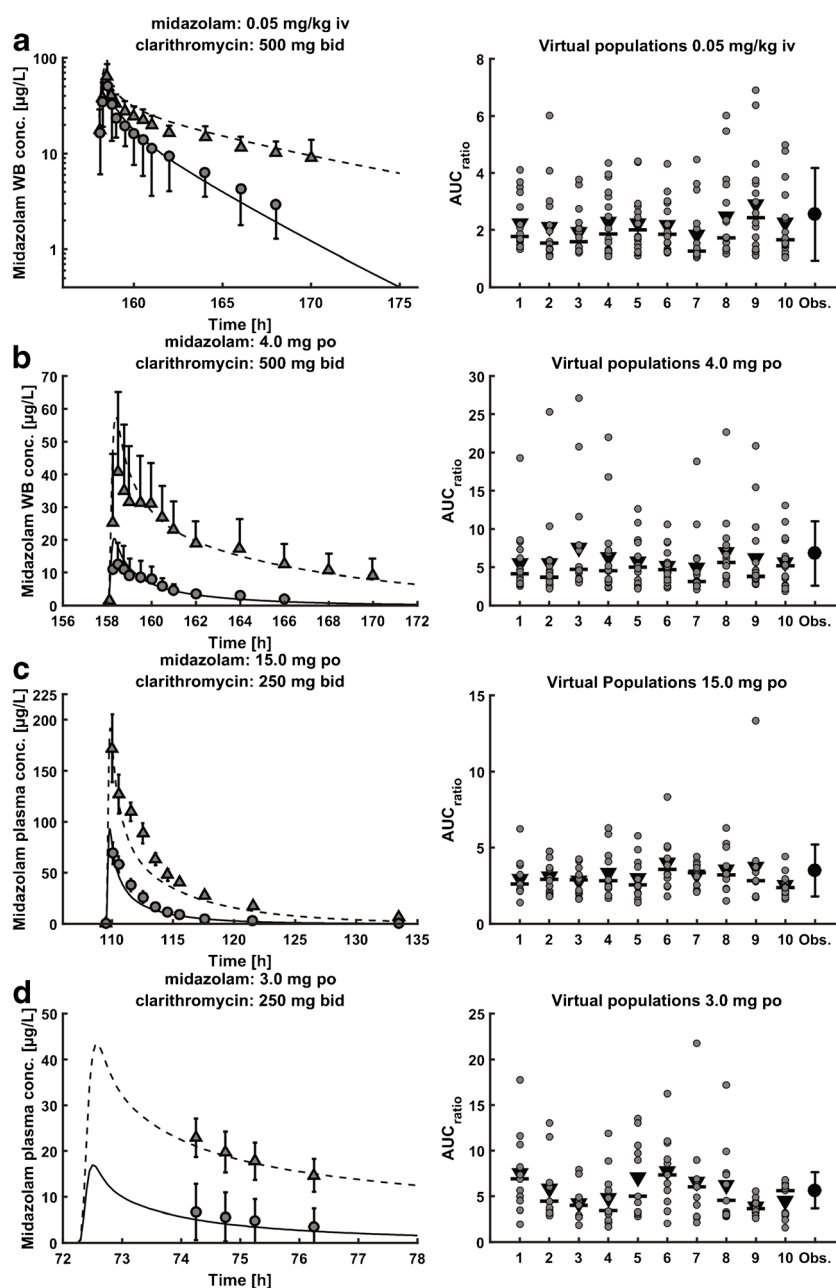 a
midazolam: 0.05 mg/kg iv
clarithromycin: 500 mg bid
Midazolam WB conc. [µg/L]
100
10
1
160 165 170 175
Time [h]
Virtual populations 0.05 mg/kg iv
AUCratio
8
6
4
2
0
1 2 3 4 5 6 7 8 9 10 Obs.
b
midazolam: 4.0 mg po
clarithromycin: 500 mg bid
Midazolam WB conc. [µg/L]
70
60
50
40
30
20
10
0
156 158 160 162 164 166 168 170 172
Time [h]
Virtual populations 4.0 mg po
AUCratio
30
25
20
15
10
5
0
1 2 3 4 5 6 7 8 9 10 Obs.
c
midazolam: 15.0 mg po
clarithromycin: 250 mg bid
Midazolam plasma conc. [µg/L]
225
200
150
100
50
0
110 115 120 125 130 135
Time [h]
Virtual Populations 15.0 mg po
AUCratio
15
10
5
0
1 2 3 4 5 6 7 8 9 10 Obs.
d
midazolam: 3.0 mg po
clarithromycin: 250 mg bid
Midazolam plasma conc. [µg/L]
50
40
30
20
10
0
72 73 74 75 76 77 78
Time [h]
Virtual populations 3.0 mg po
AUCratio
25
20
15
10
5
0
1 2 3 4 5 6 7 8 9 10 Obs.